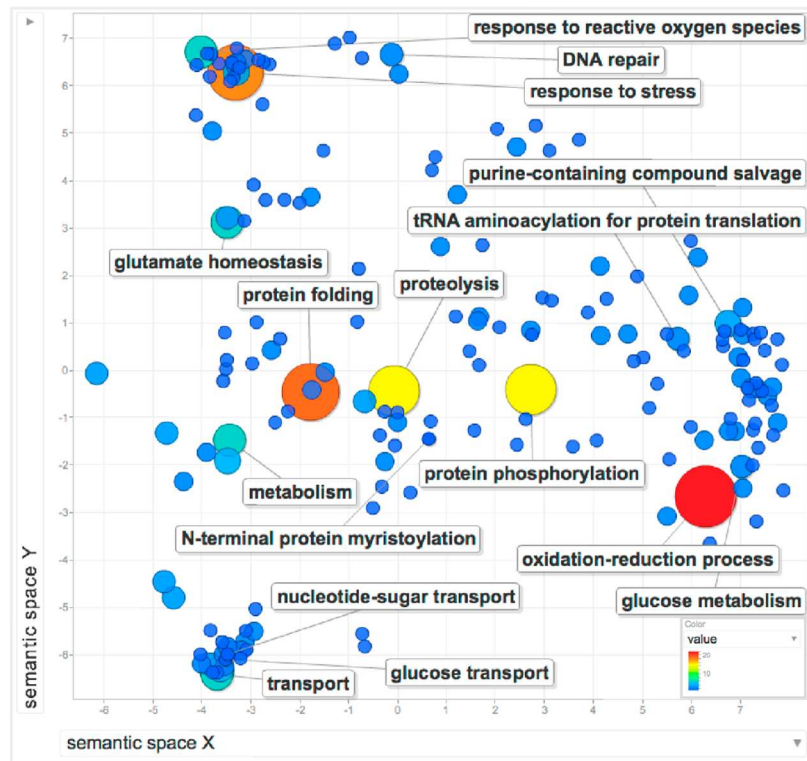 response to reactive oxygen species
DNA repair
response to stress
purine-containing compound salvage
tRNA aminoacylation for protein translation
glutamate homeostasis
protein folding
proteolysis
protein phosphorylation
metabolism
N-terminal protein myristoylation
oxidation-reduction process
nucleotide-sugar transport
glucose metabolism
glucose transport
transport
Color
value
20
10
semantic space Y
7
6
5
4
3
2
1
0
-1
-2
-3
-4
-5
-6
-6 -5 -4 -3 -2 -1 0 1 2 3 4 5 6 7
semantic space X